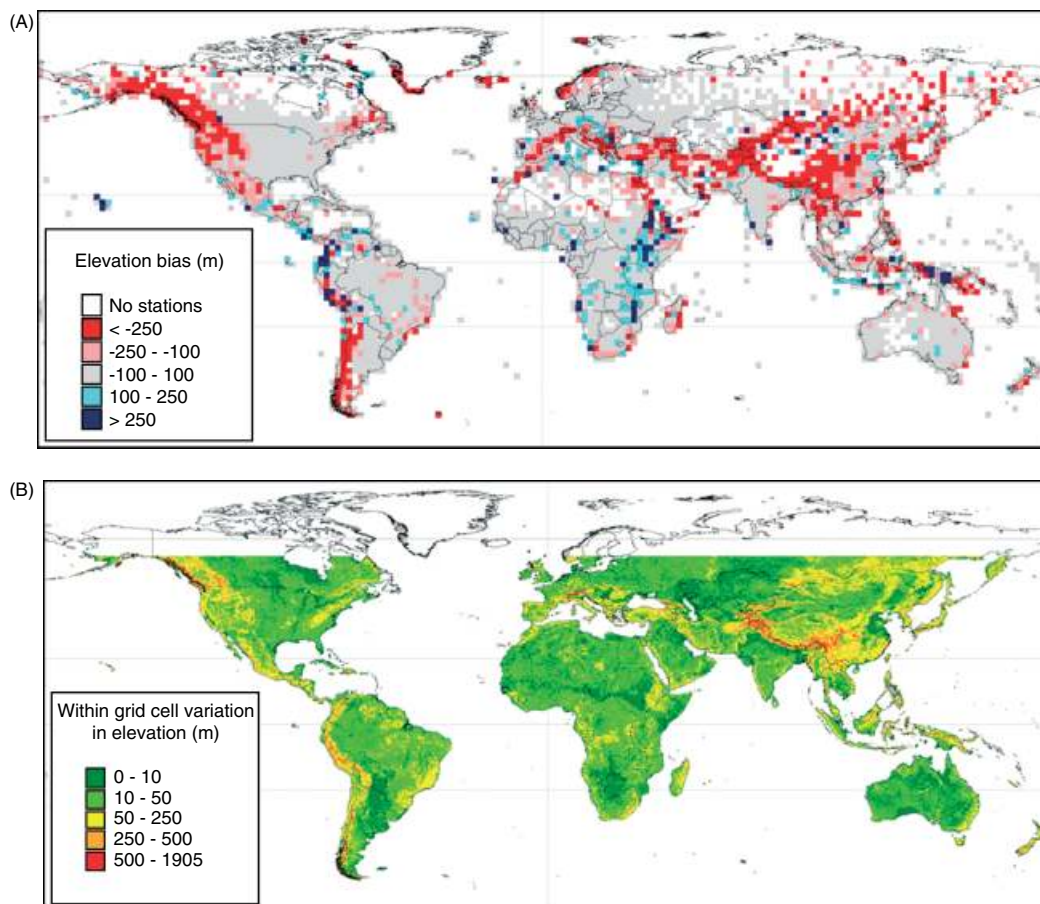 (A)
Elevation bias (m)
No stations
< -250
-250 - -100
-100 - 100
100 - 250
> 250
(B)
Within grid cell variation
in elevation (m)
0 - 10
10 - 50
50 - 250
250 - 500
500 - 1905